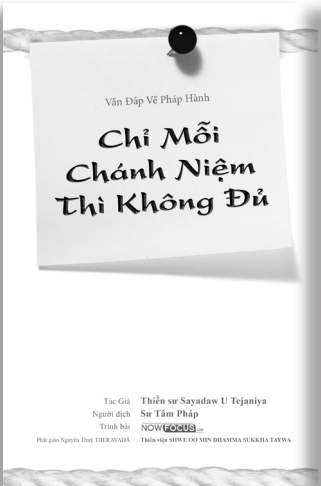 Vấn Đáp Về Pháp Hành
Chỉ Mỗi
Chánh Niệm
Thì Không Đủ
Tác Giả Thiền sư Sayadaw U Tejaniya
Người dịch Sư Tâm Pháp
Trình bài NOWFOCUS.com
Phật giáo Nguyên Thuỷ THERAVADĀ Thiền viện SHWE OO MIN DHAMMA SUKKHA TAYWA